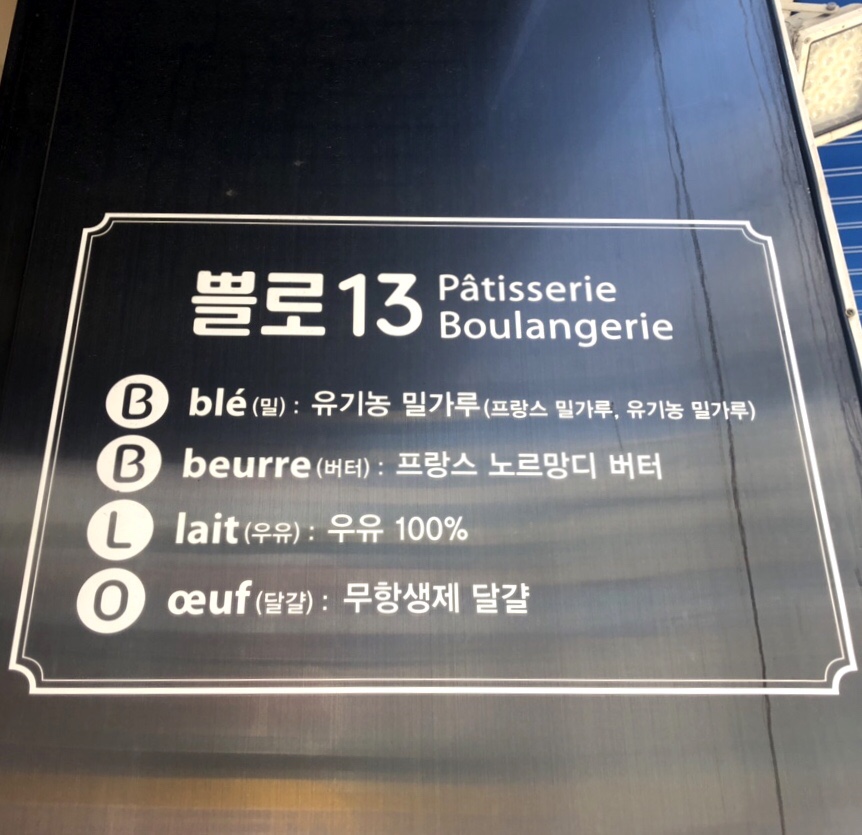 쁠로13 Pâtisserie
Boulangerie
B blé(밀) : 유기농 밀가루(프랑스 밀가루, 유기농 밀가루)
B beurre(버터) : 프랑스 노르망디 버터
L lait(우유) : 우유 100%
O œuf(달걀) : 무항생제 달걀